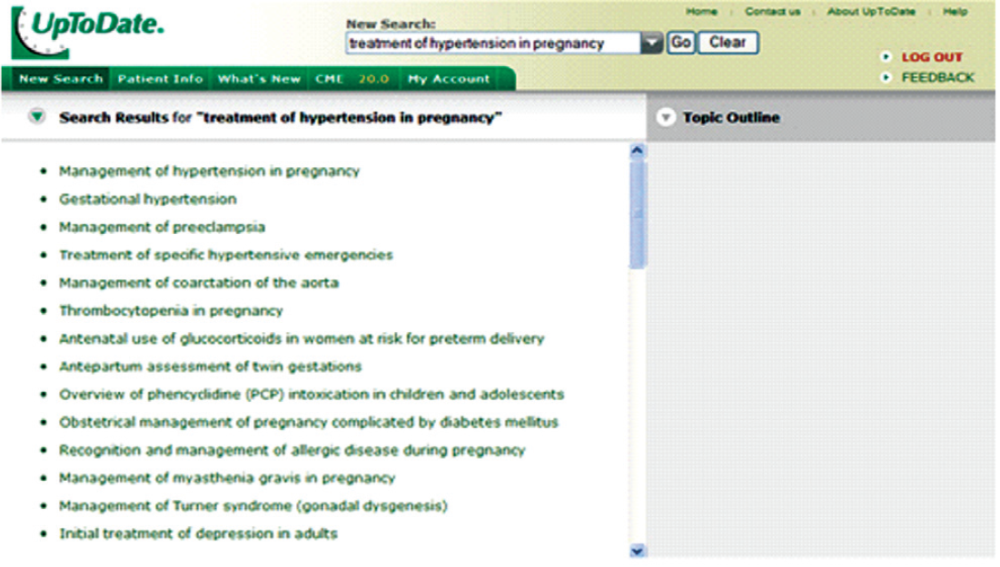 UpToDate.
New Search:
treatment of hypertension in pregnancy
Go
Clear
Home
Contact us
About UpToDate
Help
LOG OUT
FEEDBACK
New Search
Patient Info
What's New
CME 20.0
My Account
Search Results for "treatment of hypertension in pregnancy"
Topic Outline
• Management of hypertension in pregnancy
• Gestational hypertension
• Management of preeclampsia
• Treatment of specific hypertensive emergencies
• Management of coarctation of the aorta
• Thrombocytopenia in pregnancy
• Antenatal use of glucocorticoids in women at risk for preterm delivery
• Antepartum assessment of twin gestations
• Overview of phencyclidine (PCP) intoxication in children and adolescents
• Obstetrical management of pregnancy complicated by diabetes mellitus
• Recognition and management of allergic disease during pregnancy
• Management of myasthenia gravis in pregnancy
• Management of Turner syndrome (gonadal dysgenesis)
• Initial treatment of depression in adults